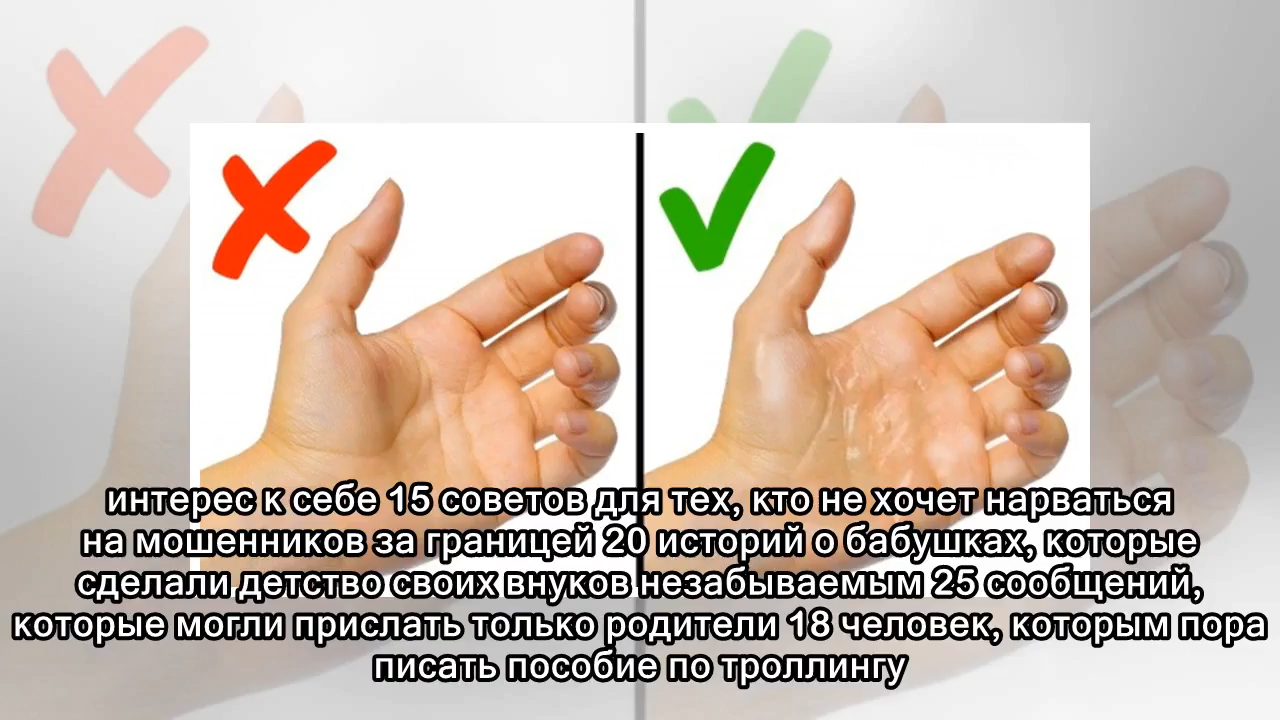 интерес к себе 15 советов для тех, кто не хочет нарваться
на мошенников за границей 20 историй о бабушках, которые
сделали детство своих внуков незабываемым 25 сообщений,
которые могли прислать только родители 18 человек, которым пора
писать пособие по троллингу